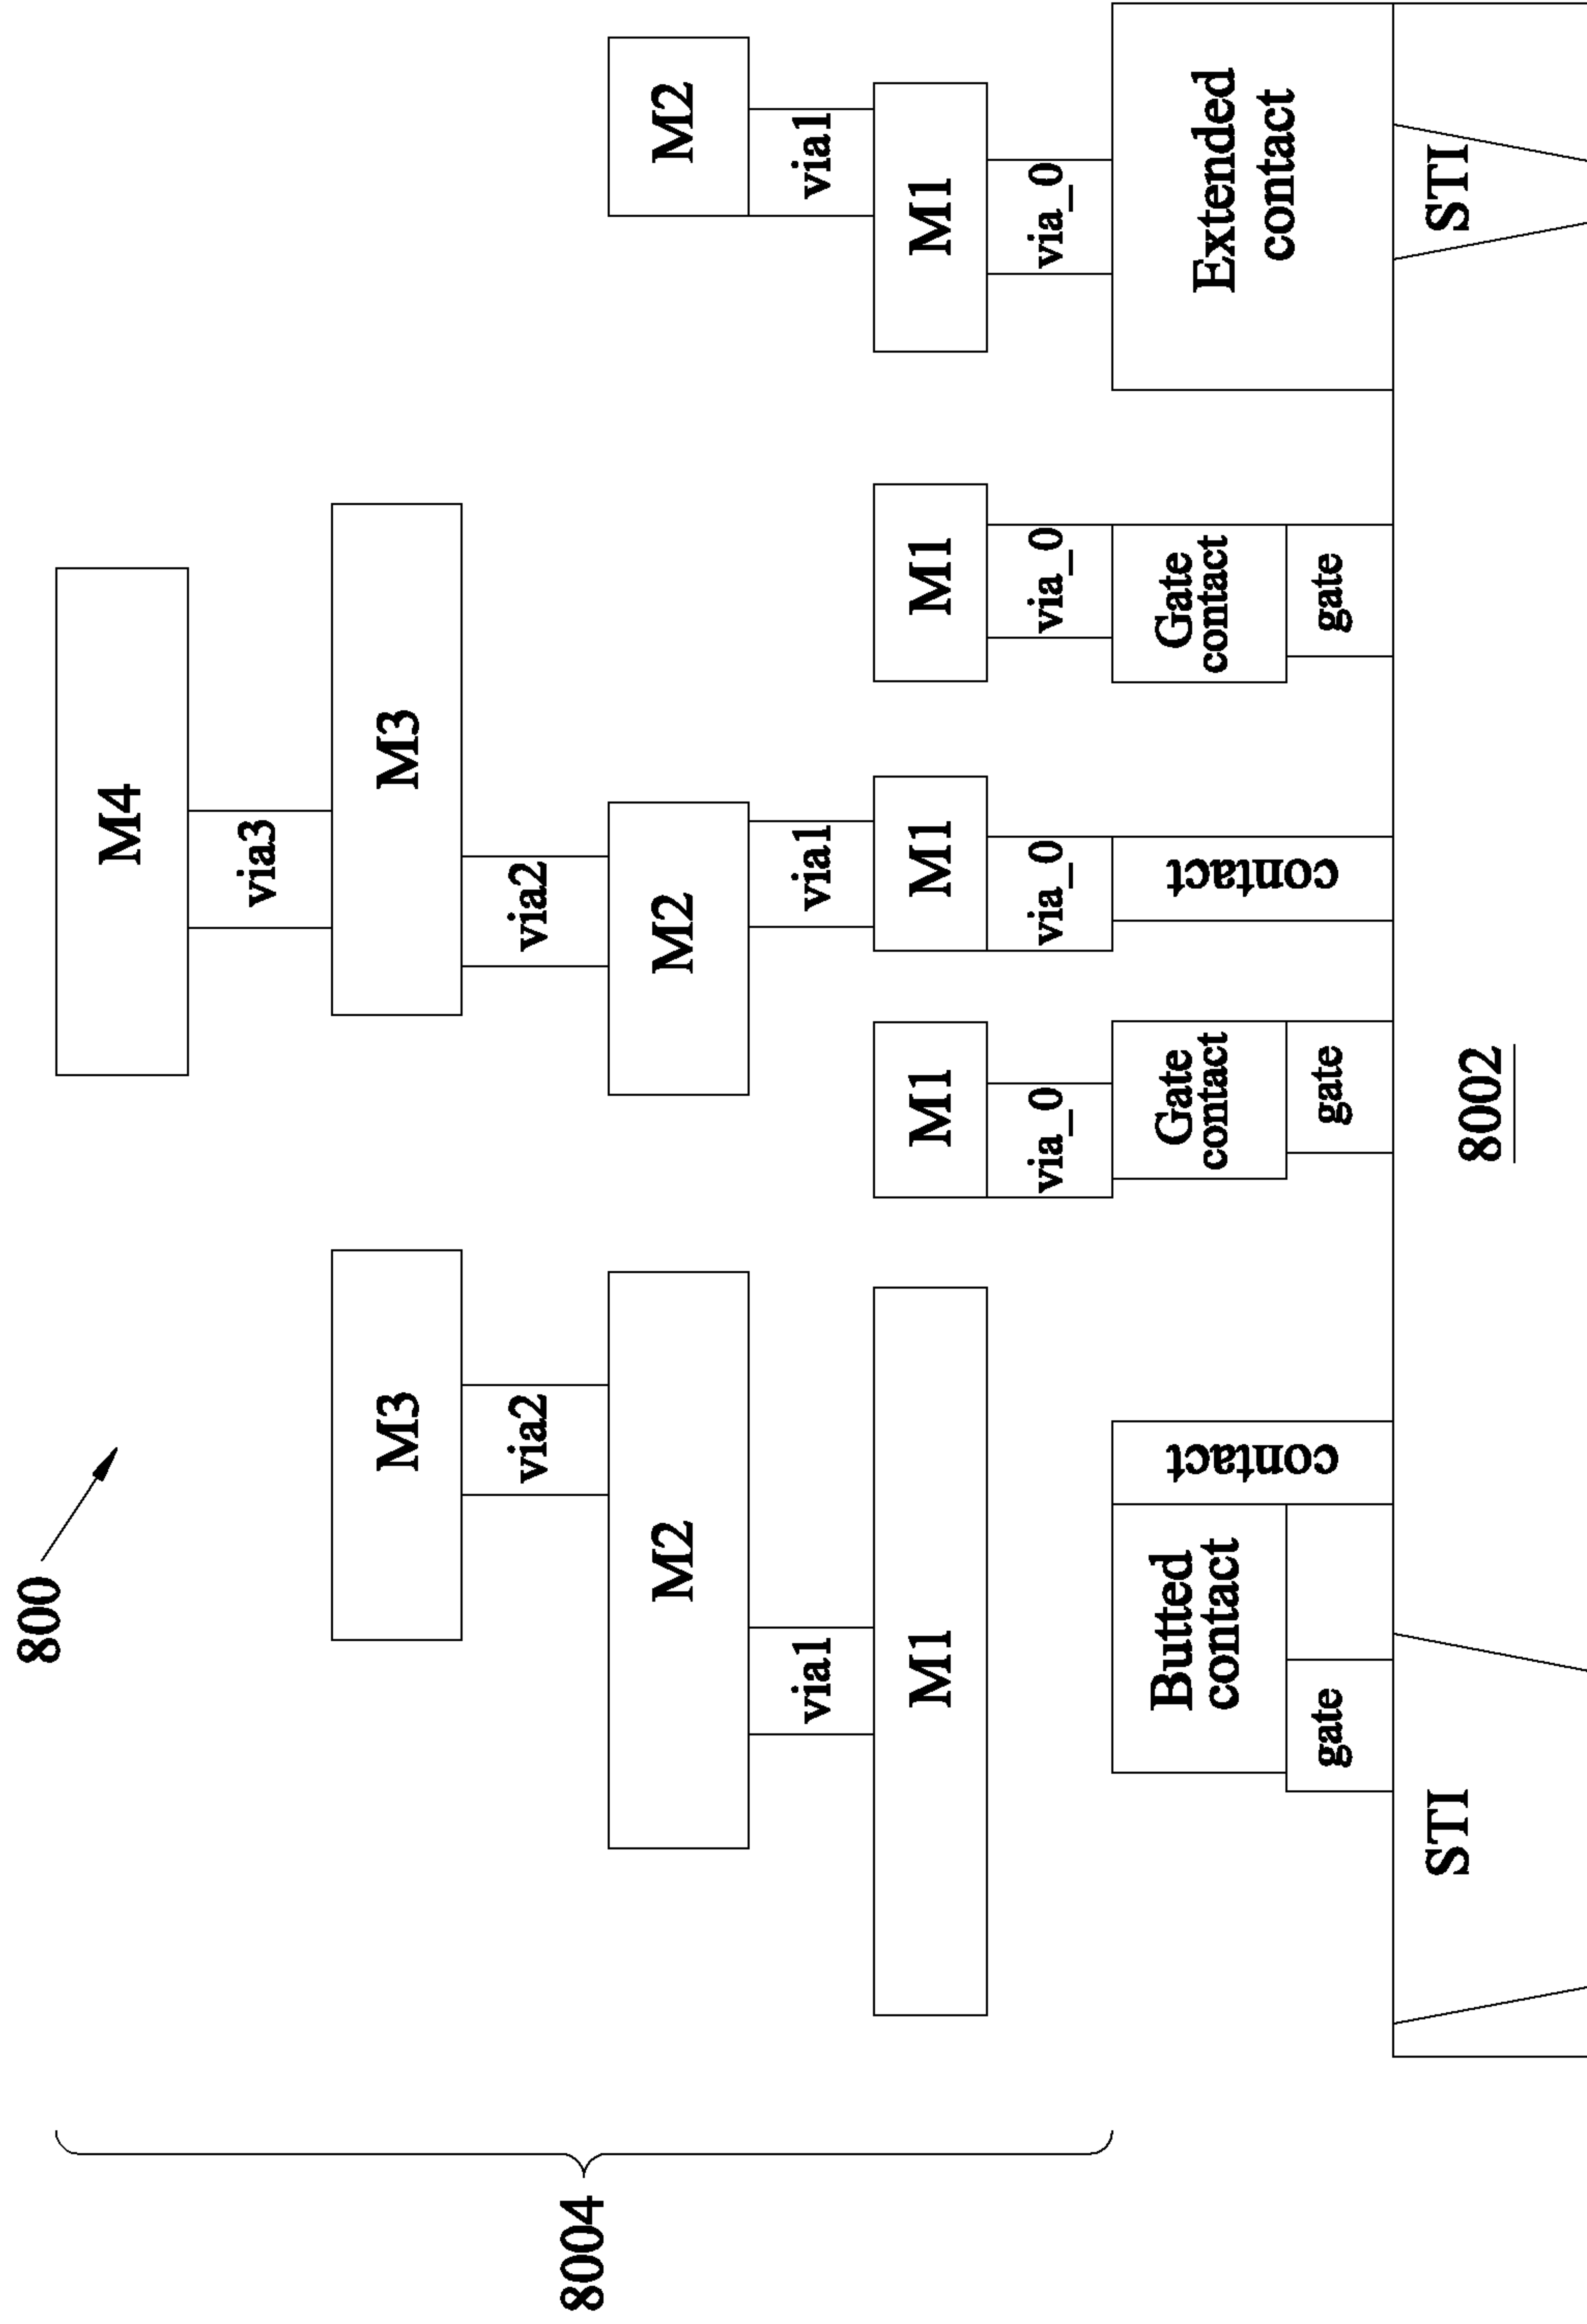 800
M4
via3
M3
M3
via2
via2
8004
M2
M2
M2
via1
via1
via1
M1
M1
M1
M1
M1
via_0
via_0
via_0
via_0
Butted
contact
contact
Gate
contact
contact
Gate
contact
Extended
contact
gate
gate
gate
STI
8002
STI